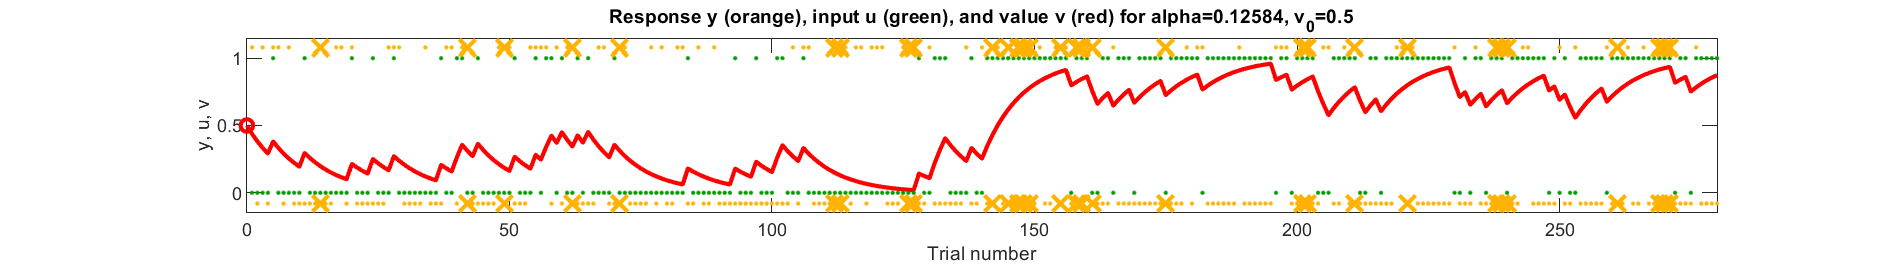 Response y (orange), input u (green), and value v (red) for alpha=0.12584, v0=0.5
1
0.5
0
y, u, v
0 50 100 150 200 250
Trial number